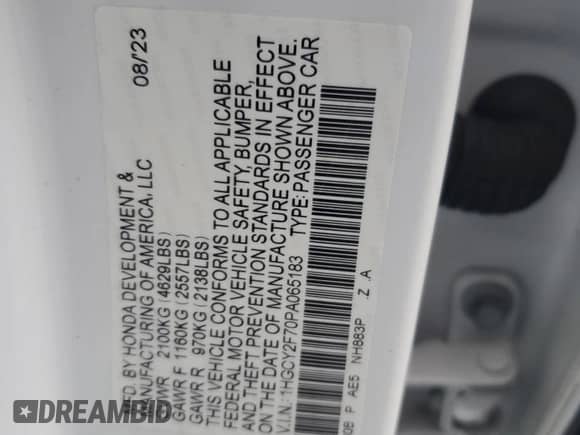 08/23
MFD. BY HONDA DEVELOPMENT &
MANUFACTURING OF AMERICA, LLC
GVWR 2100KG (4629LBS)
GAWR F 1160KG (2557LBS)
GAWR R 970KG (2138LBS)
THIS VEHICLE CONFORMS TO ALL APPLICABLE
FEDERAL MOTOR VEHICLE SAFETY, BUMPER,
AND THEFT PREVENTION STANDARDS IN EFFECT
ON THE DATE OF MANUFACTURE SHOWN ABOVE.
V.I.N.: 1HGCY2F70PA065183 TYPE: PASSENGER CAR
P AE5 NH883P .Z .A
DREAMBID